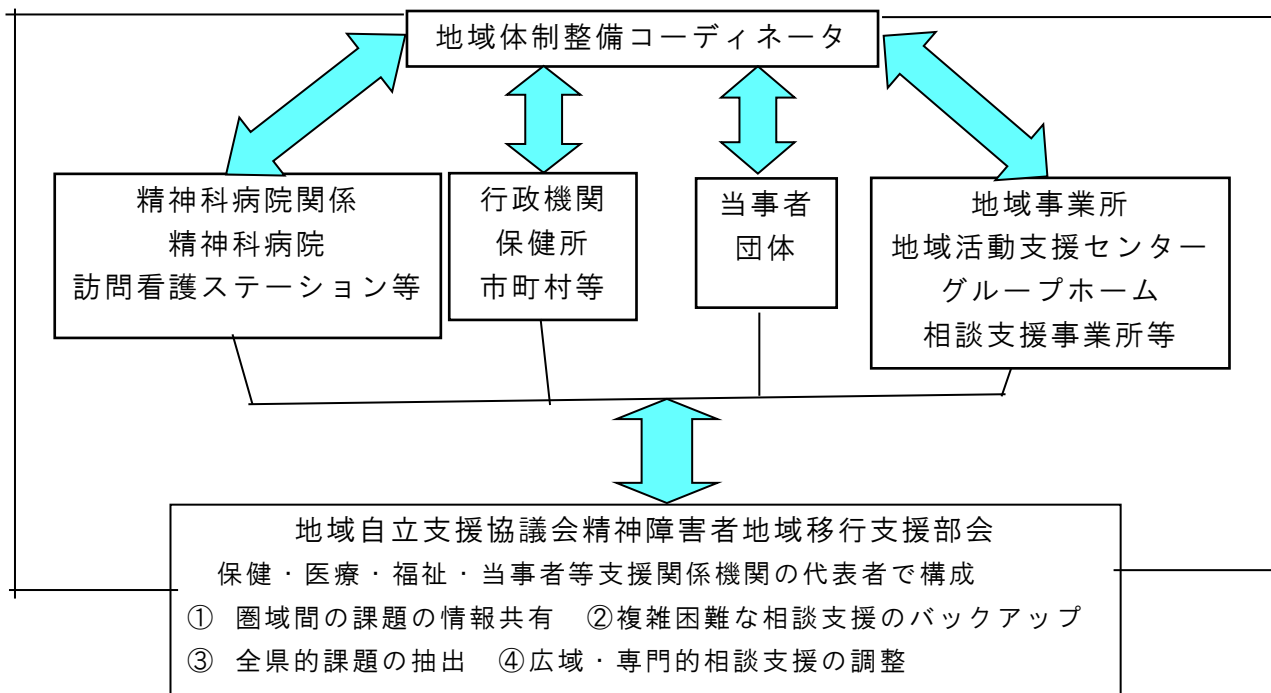 地域体制整備コーディネータ
精神科病院関係
精神科病院
訪問看護ステーション等
行政機関
保健所
市町村等
当事者
団体
地域事業所
地域活動支援センター
グループホーム
相談支援事業所等
地域自立支援協議会精神障害者地域移行支援部会
保健・医療・福祉・当事者等支援関係機関の代表者で構成
① 圏域間の課題の情報共有 ②複雑困難な相談支援のバックアップ
③ 全県的課題の抽出 ④広域・専門的相談支援の調整